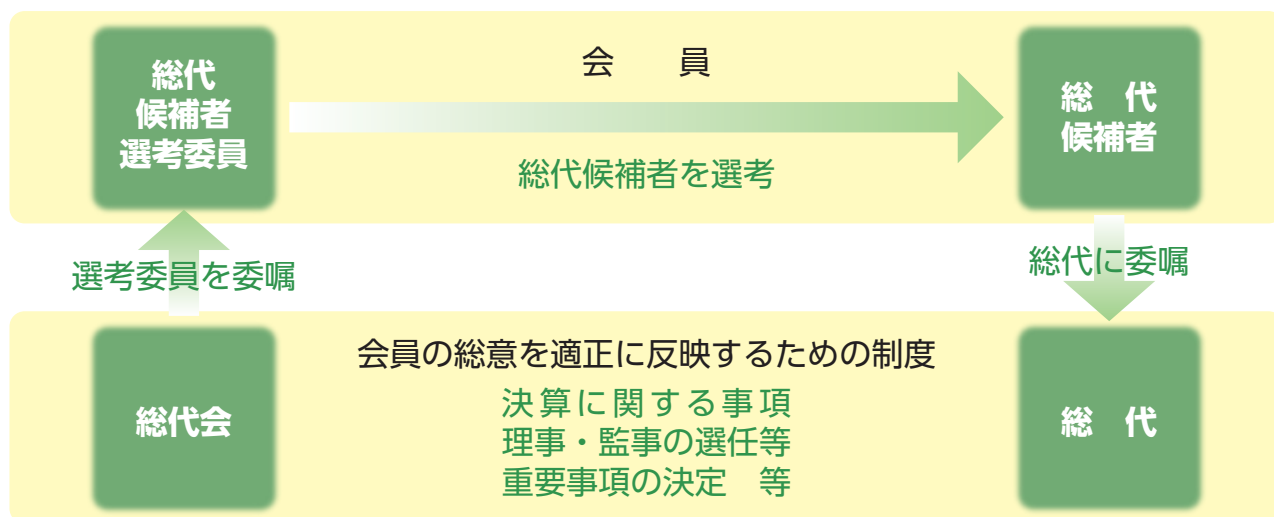 総代
候補者
選考委員
会　員
総代候補者を選考
総　代
候補者
選考委員を委嘱
総代に委嘱
総代会
会員の総意を適正に反映するための制度
決算に関する事項
理事・監事の選任等
重要事項の決定　等
総　代